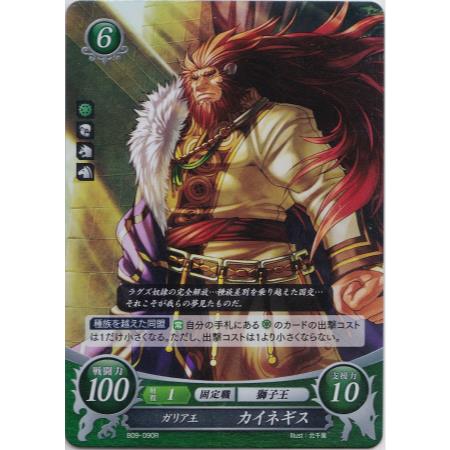 6
ラグズ奴隷の完全解放…種族差別を乗り越えた国交…
それこそが我らの夢見たものだ。
種族を越えた同盟 常 自分の手札にある のカードの出撃コスト
は1だけ小さくなる。ただし、出撃コストは1より小さくならない。
戦闘力
100
射程 1
固定職
獅子王
支援力
10
ガリア王 カイネギス
B09-090R
Illust：北千里